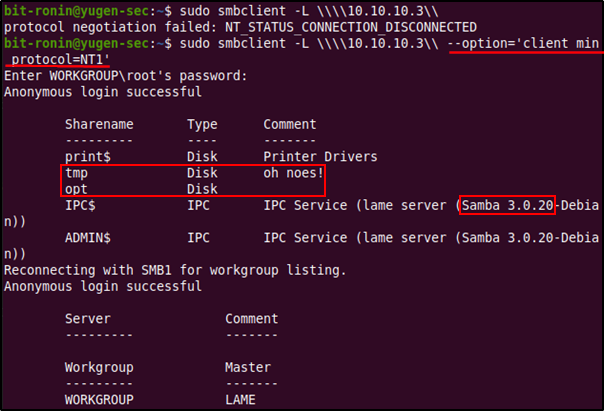 bit-ronin@yugen-sec:~$ sudo smbclient -L \\\\10.10.10.3\\
protocol negotiation failed: NT_STATUS_CONNECTION_DISCONNECTED
bit-ronin@yugen-sec:~$ sudo smbclient -L \\\\10.10.10.3\\ --option='client min
protocol=NT1'
Enter WORKGROUP\root's password:
Anonymous login successful
Sharename Type Comment
--------- ---- -------
print$ Disk Printer Drivers
tmp Disk oh noes!
opt Disk
IPC$ IPC IPC Service (lame server (Samba 3.0.20-Debia
n))
ADMIN$ IPC IPC Service (lame server (Samba 3.0.20-Debia
n))
Reconnecting with SMB1 for workgroup listing.
Anonymous login successful
Server Comment
--------- -------
Workgroup Master
--------- -------
WORKGROUP LAME